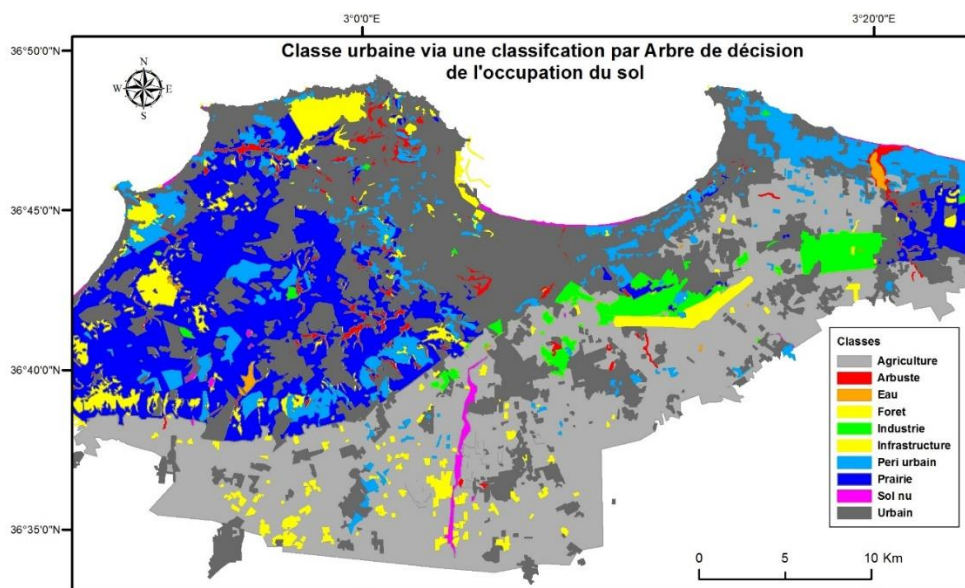 3°0'0"E
3°20'0"E
36°50'0"N
Classe urbaine via une classifcation par Arbre de décision
de l'occupation du sol
N
W
E
S
36°45'0"N
36°40'0"N
36°35'0"N
Classes
Agriculture
Arbuste
Eau
Foret
Industrie
Infrastructure
Peri urbain
Prairie
Sol nu
Urbain
0 5 10 Km